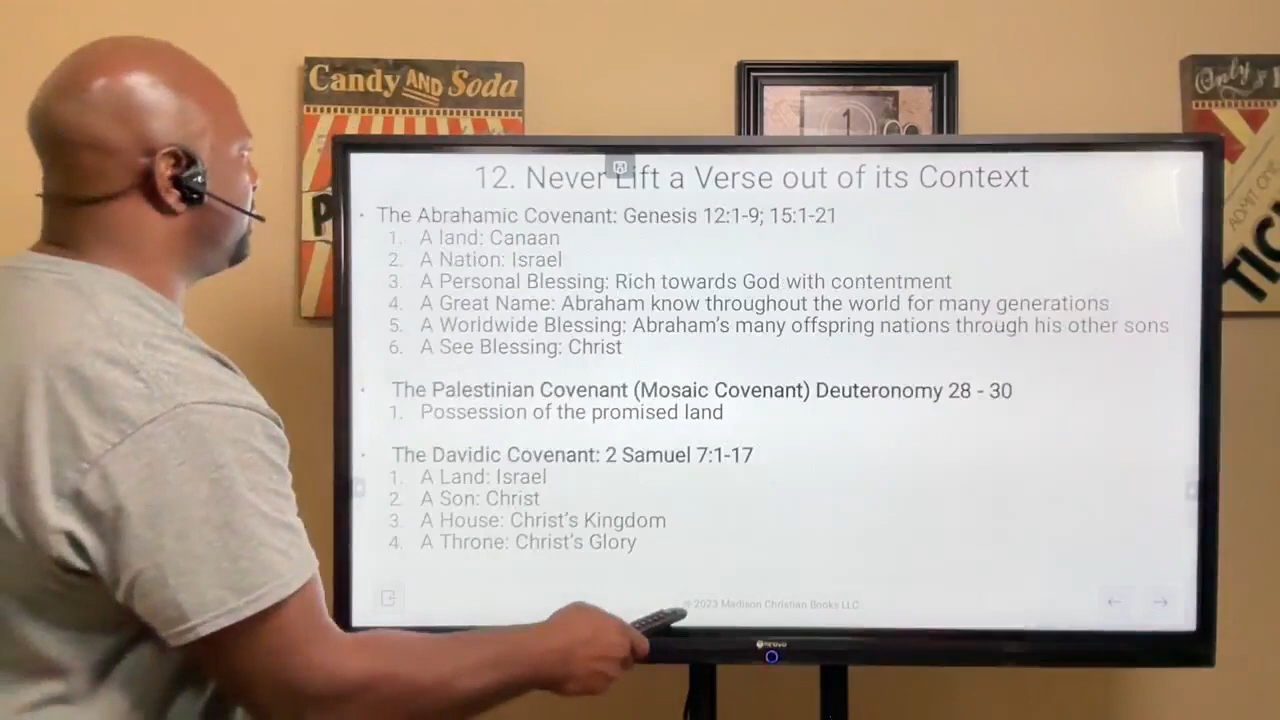 Candy AND Soda
Only
1
ADMIT ONE
TIC
P
12. Never Lift a Verse out of its Context
• The Abrahamic Covenant: Genesis 12:1-9; 15:1-21
1. A land: Canaan
2. A Nation: Israel
3. A Personal Blessing: Rich towards God with contentment
4. A Great Name: Abraham know throughout the world for many generations
5. A Worldwide Blessing: Abraham's many offspring nations through his other sons
6. A See Blessing: Christ
• The Palestinian Covenant (Mosaic Covenant) Deuteronomy 28 - 30
1. Possession of the promised land
• The Davidic Covenant: 2 Samuel 7:1-17
1. A Land: Israel
2. A Son: Christ
3. A House: Christ's Kingdom
4. A Throne: Christ's Glory
© 2023 Madison Christian Books LLC